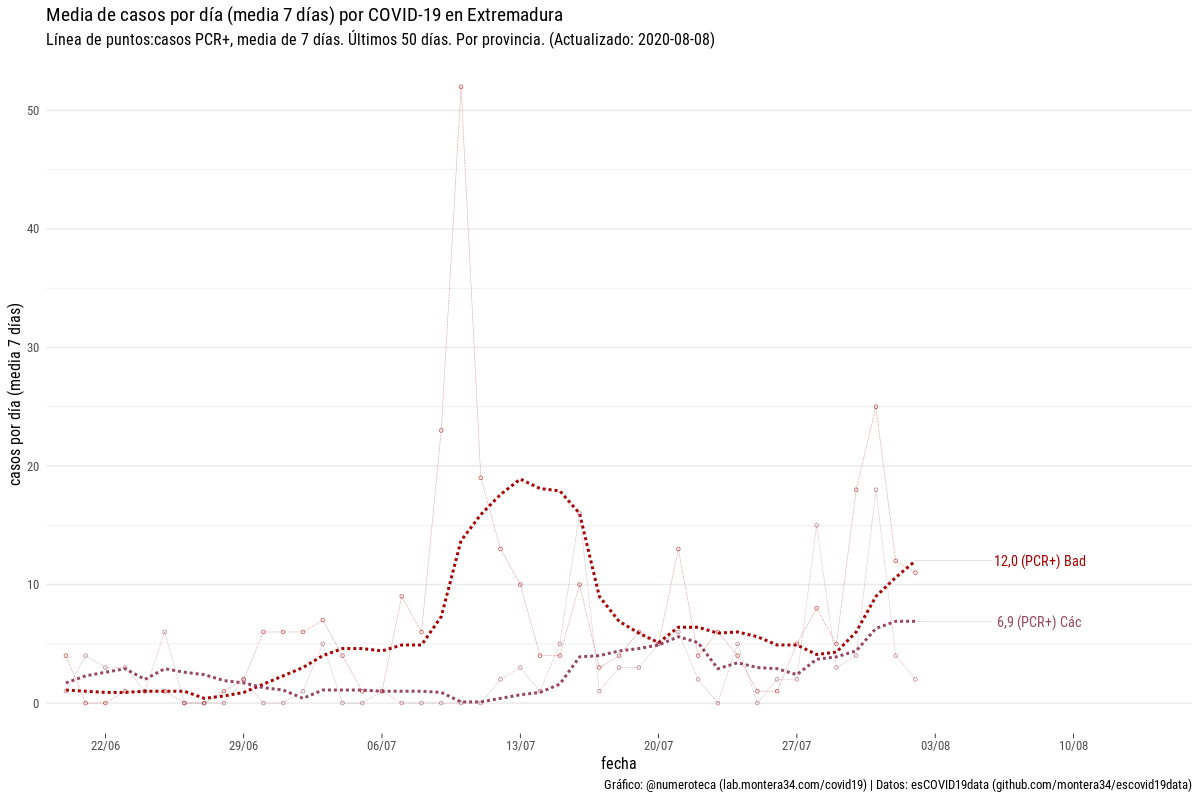 Media de casos por día (media 7 días) por COVID-19 en Extremadura
Línea de puntos:casos PCR+, media de 7 días. Últimos 50 días. Por provincia. (Actualizado: 2020-08-08)
casos por día (media 7 días)
50
40
30
20
10
0
12,0 (PCR+) Bad
6,9 (PCR+) Các
22/06
29/06
06/07
13/07
20/07
27/07
03/08
10/08
fecha
Gráfico: @numeroteca (lab.montera34.com/covid19) | Datos: esCOVID19data (github.com/montera34/escovid19data)